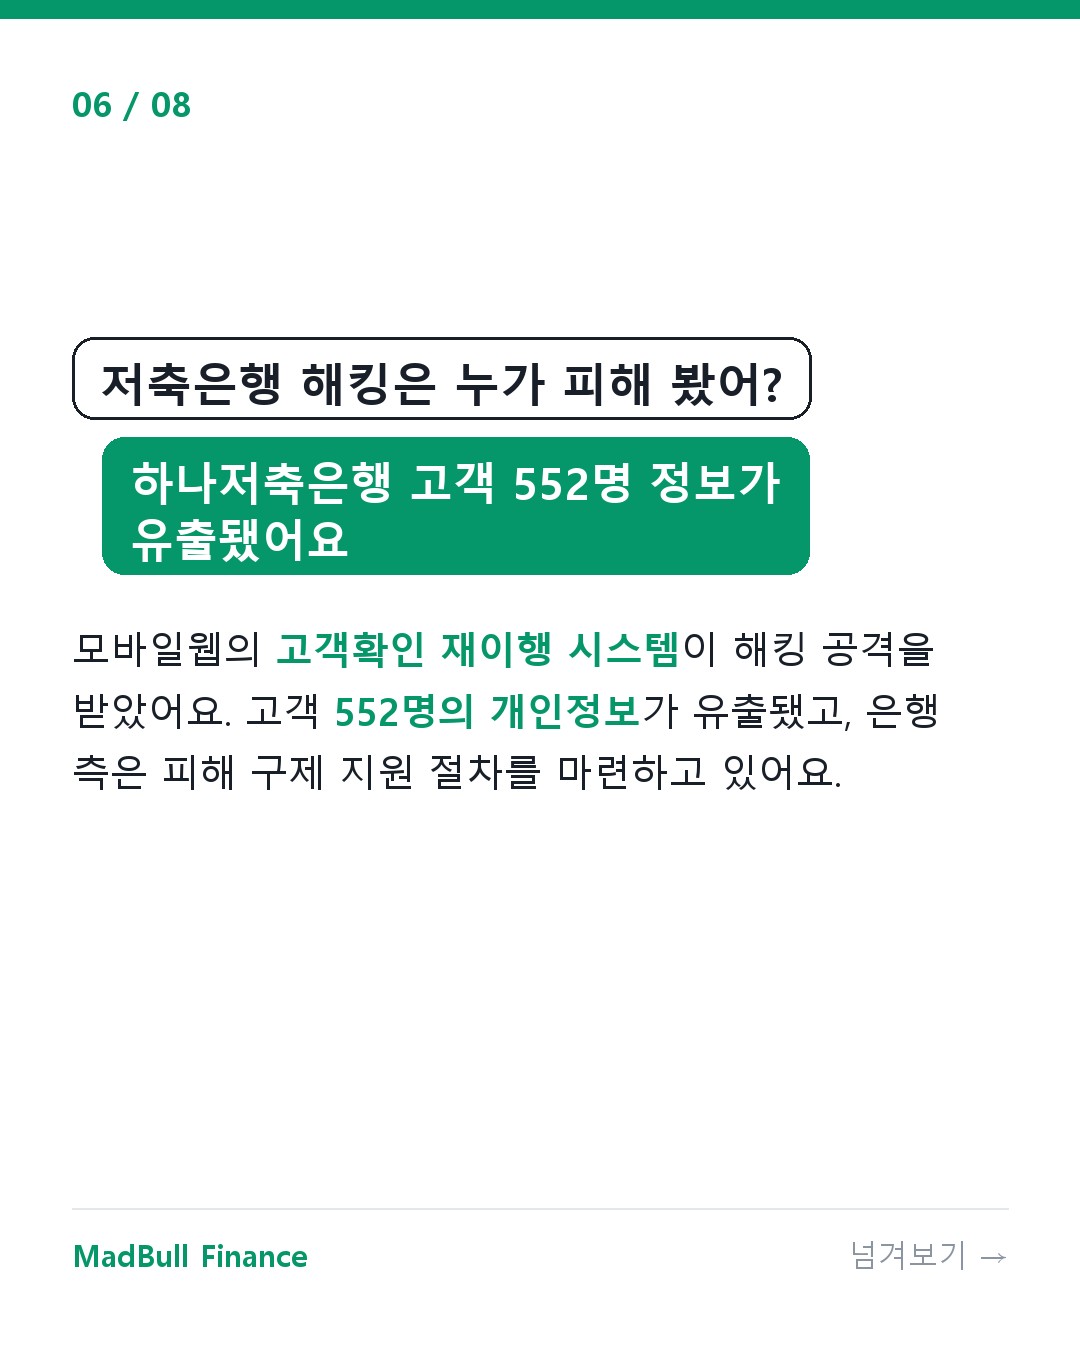 06 / 08
저축은행 해킹은 누가 피해 봤어?
하나저축은행 고객 552명 정보가
유출됐어요
모바일웹의 고객확인 재이행 시스템이 해킹 공격을
받았어요. 고객 552명의 개인정보가 유출됐고, 은행
측은 피해 구제 지원 절차를 마련하고 있어요.
MadBull Finance
넘겨보기 →